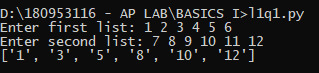 D:\180953116 - AP LAB\BASICS I>l1q1.py
Enter first list: 1 2 3 4 5 6
Enter second list: 7 8 9 10 11 12
['1', '3', '5', '8', '10', '12']